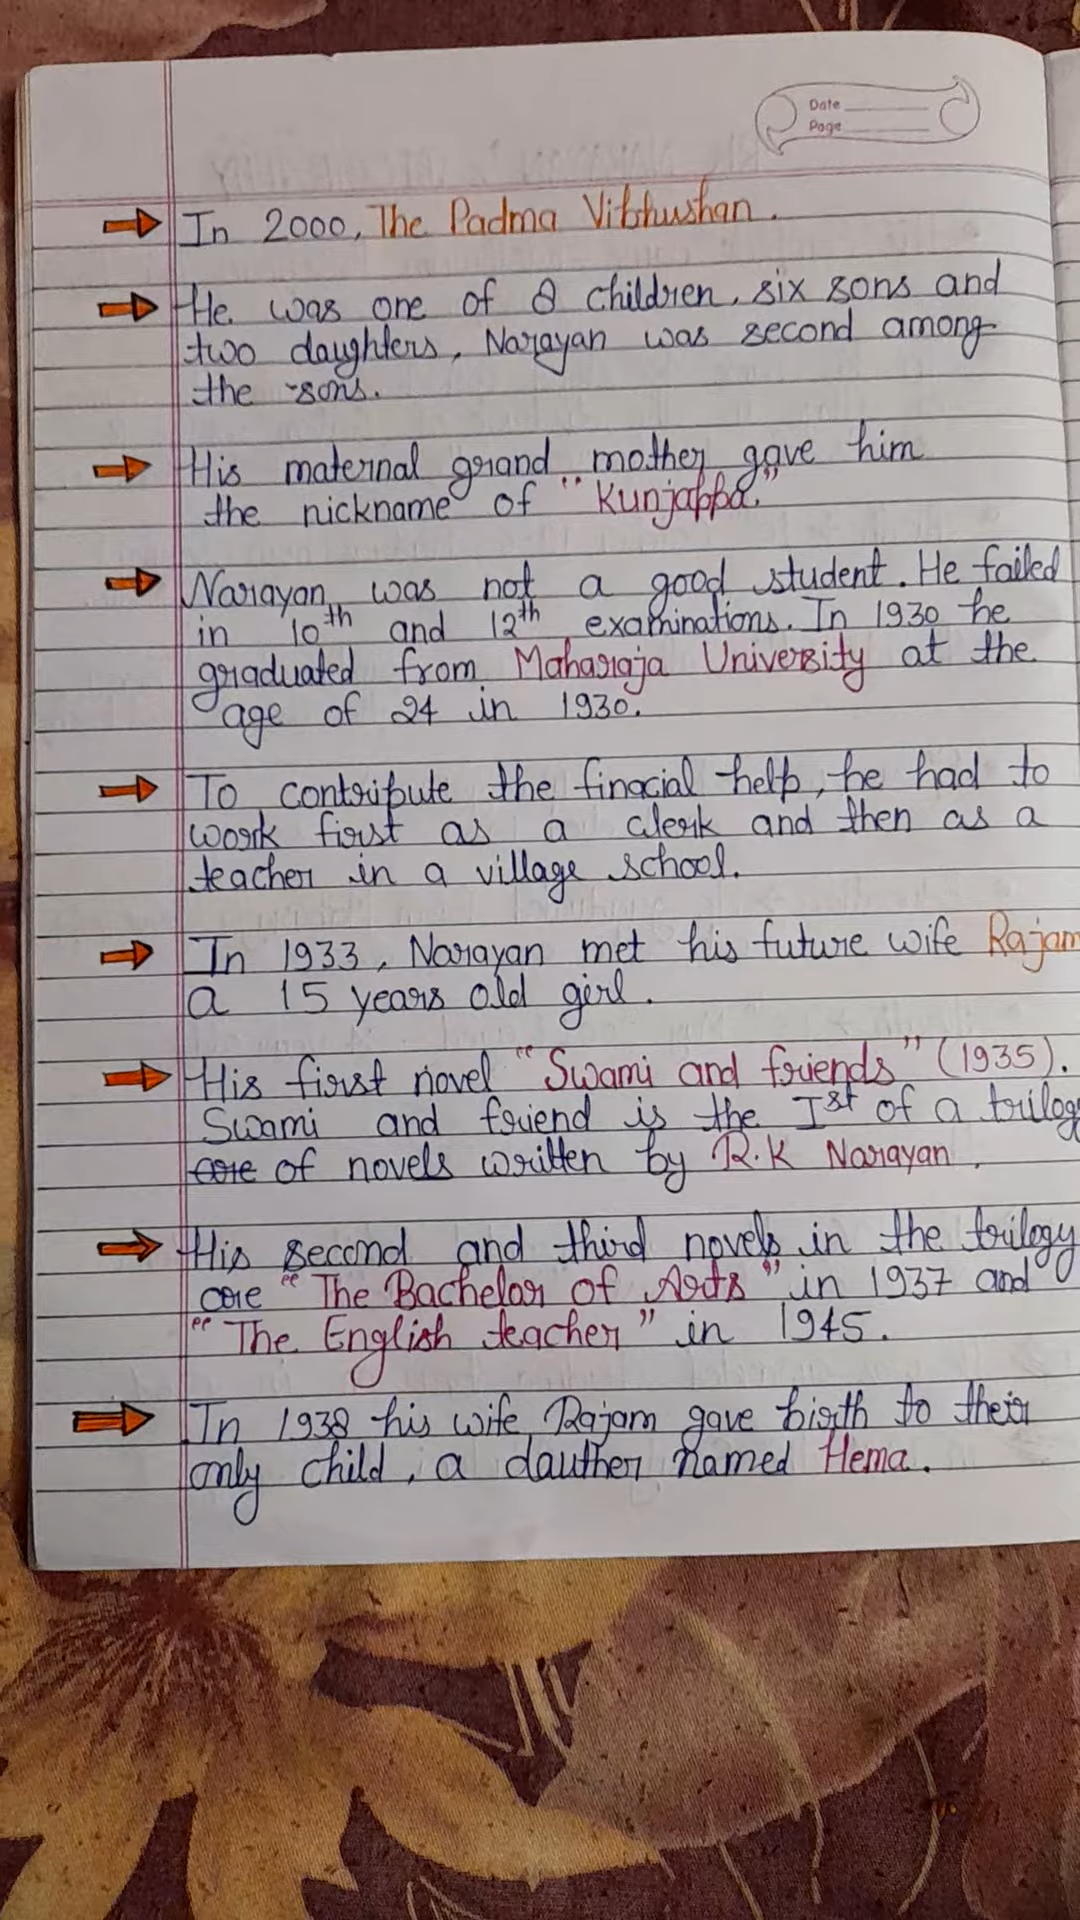 Date
Page
In 2000, The Padma Vibhushan.
He was one of 8 children, six sons and
two daughters, Narayan was second among
the sons.
His maternal grand mother gave him
the nickname of "Kunjappa."
Narayan was not a good student. He failed
in 10th and 12th examinations. In 1930 he
graduated from Maharaja University at the
age of 24 in 1930.
To contribute the finacial help, he had to
work first as a clerk and then as a
teacher in a village school.
In 1933, Narayan met his future wife Rajam
a 15 years old girl.
His first novel "Swami and friends" (1935).
Swami and friend is the Ist of a trilogy
are of novels written by R.K Narayan.
His second and third novels in the trilogy
are "The Bachelor of Arts" in 1937 and
"The English teacher" in 1945.
In 1938 his wife Rajam gave birth to their
only child, a dauther named Hema.